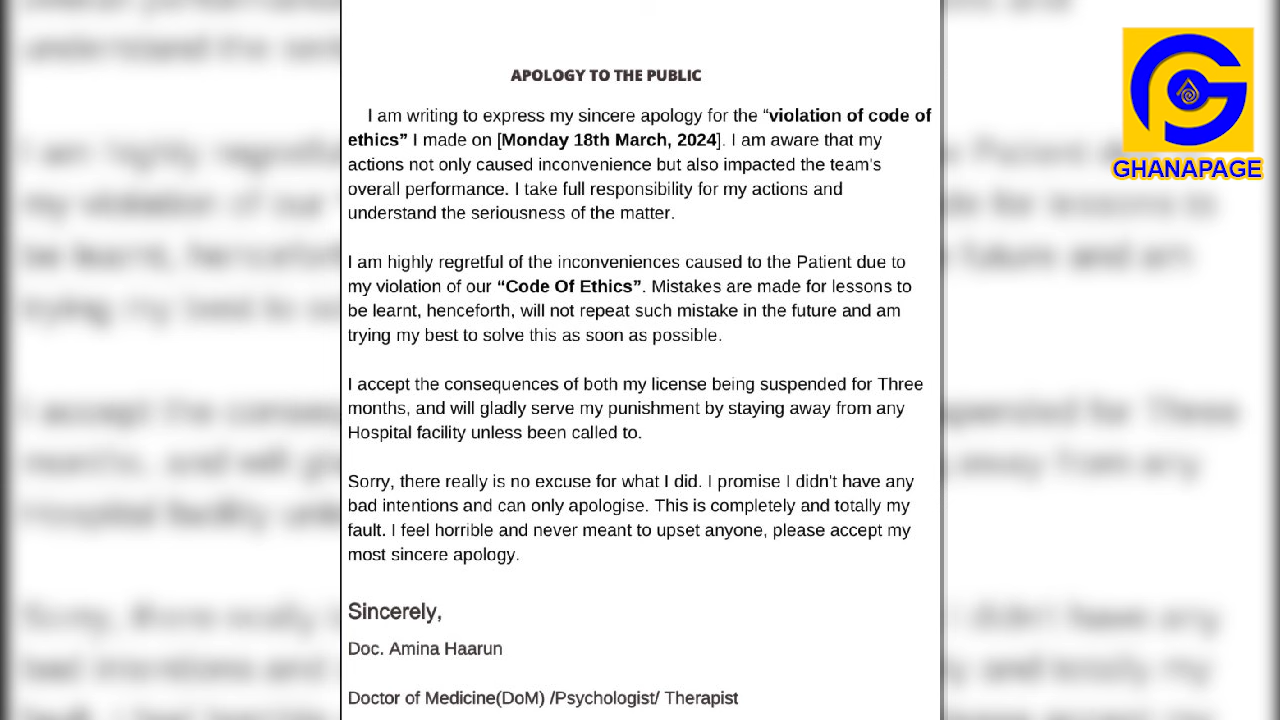 APOLOGY TO THE PUBLIC
I am writing to express my sincere apology for the “violation of code of
ethics” I made on [Monday 18th March, 2024]. I am aware that my
actions not only caused inconvenience but also impacted the team's
overall performance. I take full responsibility for my actions and
understand the seriousness of the matter.
I am highly regretful of the inconveniences caused to the Patient due to
my violation of our “Code Of Ethics”. Mistakes are made for lessons to
be learnt, henceforth, will not repeat such mistake in the future and am
trying my best to solve this as soon as possible.
I accept the consequences of both my license being suspended for Three
months, and will gladly serve my punishment by staying away from any
Hospital facility unless been called to.
Sorry, there really is no excuse for what I did. I promise I didn't have any
bad intentions and can only apologise. This is completely and totally my
fault. I feel horrible and never meant to upset anyone, please accept my
most sincere apology.
Sincerely,
Doc. Amina Haarun
Doctor of Medicine(DoM) /Psychologist/ Therapist
GHANAPAGE